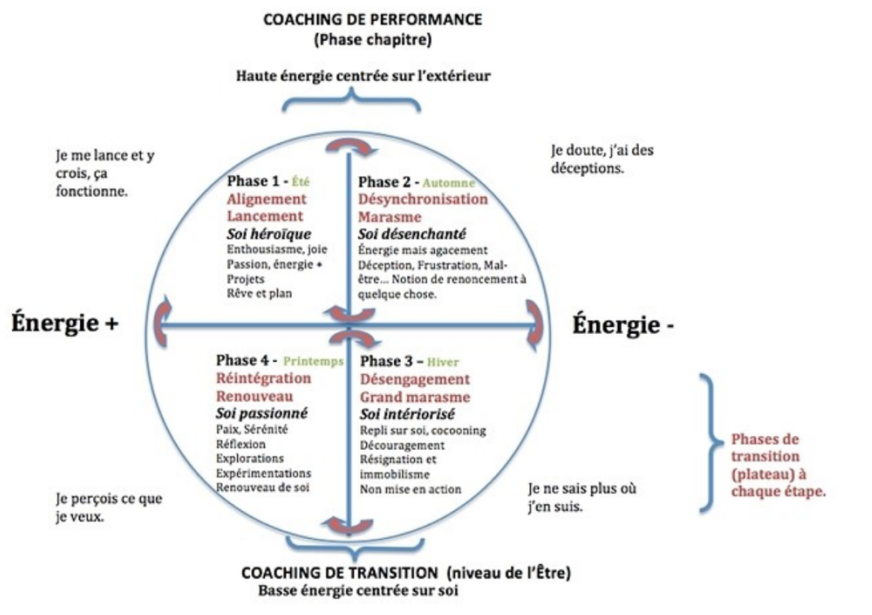 COACHING DE PERFORMANCE
(Phase chapitre)
Haute énergie centrée sur l'extérieur
Je me lance et y
crois, ça
fonctionne.
Je doute, j'ai des
déceptions.
Phase 1 - Été
Alignement
Lancement
Soi héroïque
Enthousiasme, joie
Passion, énergie +
Projets
Rêve et plan
Phase 2 - Automne
Désynchronisation
Marasme
Soi désenchanté
Énergie mais agacement
Déception, Frustration, Mal-
être... Notion de renoncement à
quelque chose.
Énergie +
Énergie -
Phase 4 - Printemps
Réintégration
Renouveau
Soi passionné
Paix, Sérénité
Réflexion
Explorations
Expérimentations
Renouveau de soi
Phase 3 – Hiver
Désengagement
Grand marasme
Soi intériorisé
Repli sur soi, cocooning
Découragement
Résignation et
immobilisme
Non mise en action
Phases de
transition
(plateau) à
chaque étape.
Je perçois ce que
je veux.
Je ne sais plus où
j'en suis.
COACHING DE TRANSITION (niveau de l'Être)
Basse énergie centrée sur soi